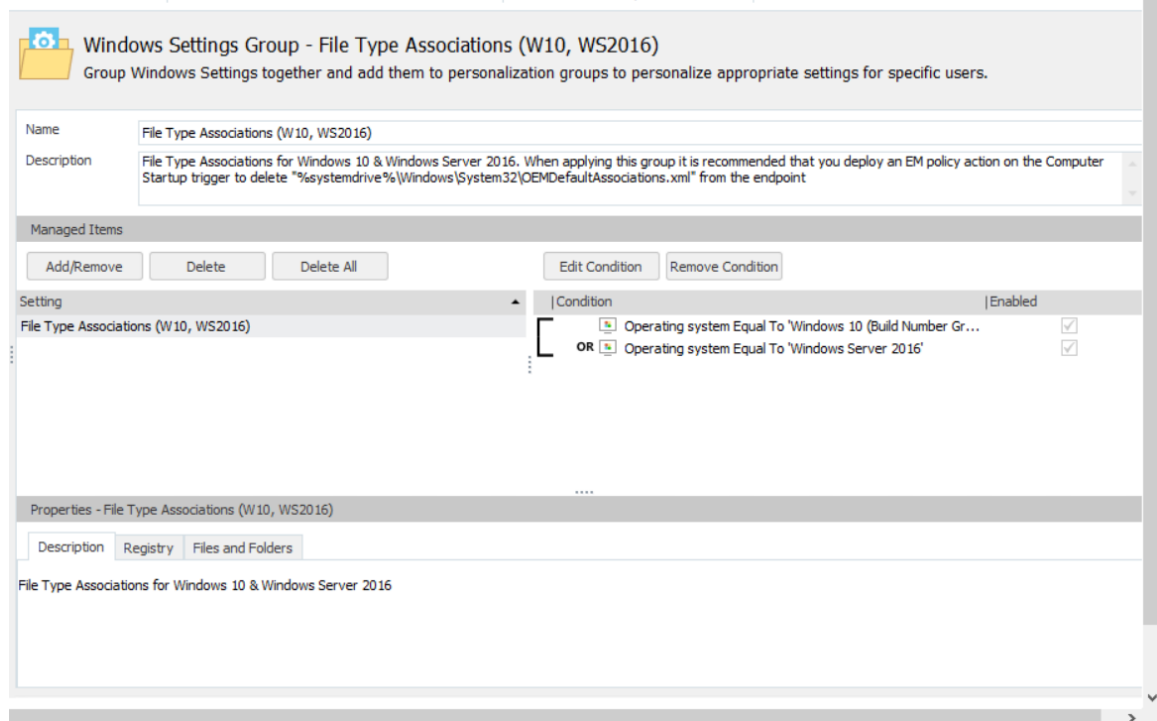 Windows Settings Group - File Type Associations (W10, WS2016)
Group Windows Settings together and add them to personalization groups to personalize appropriate settings for specific users.
Name
File Type Associations (W10, WS2016)
Description
File Type Associations for Windows 10 & Windows Server 2016. When applying this group it is recommended that you deploy an EM policy action on the Computer
Startup trigger to delete "%systemdrive%\Windows\System32\OEMDefaultAssociations.xml" from the endpoint
Managed Items
Add/Remove
Delete
Delete All
Edit Condition
Remove Condition
Setting
|Condition
|Enabled
File Type Associations (W10, WS2016)
Operating system Equal To 'Windows 10 (Build Number Gr...
OR Operating system Equal To 'Windows Server 2016'
Properties - File Type Associations (W10, WS2016)
Description
Registry
Files and Folders
File Type Associations for Windows 10 & Windows Server 2016